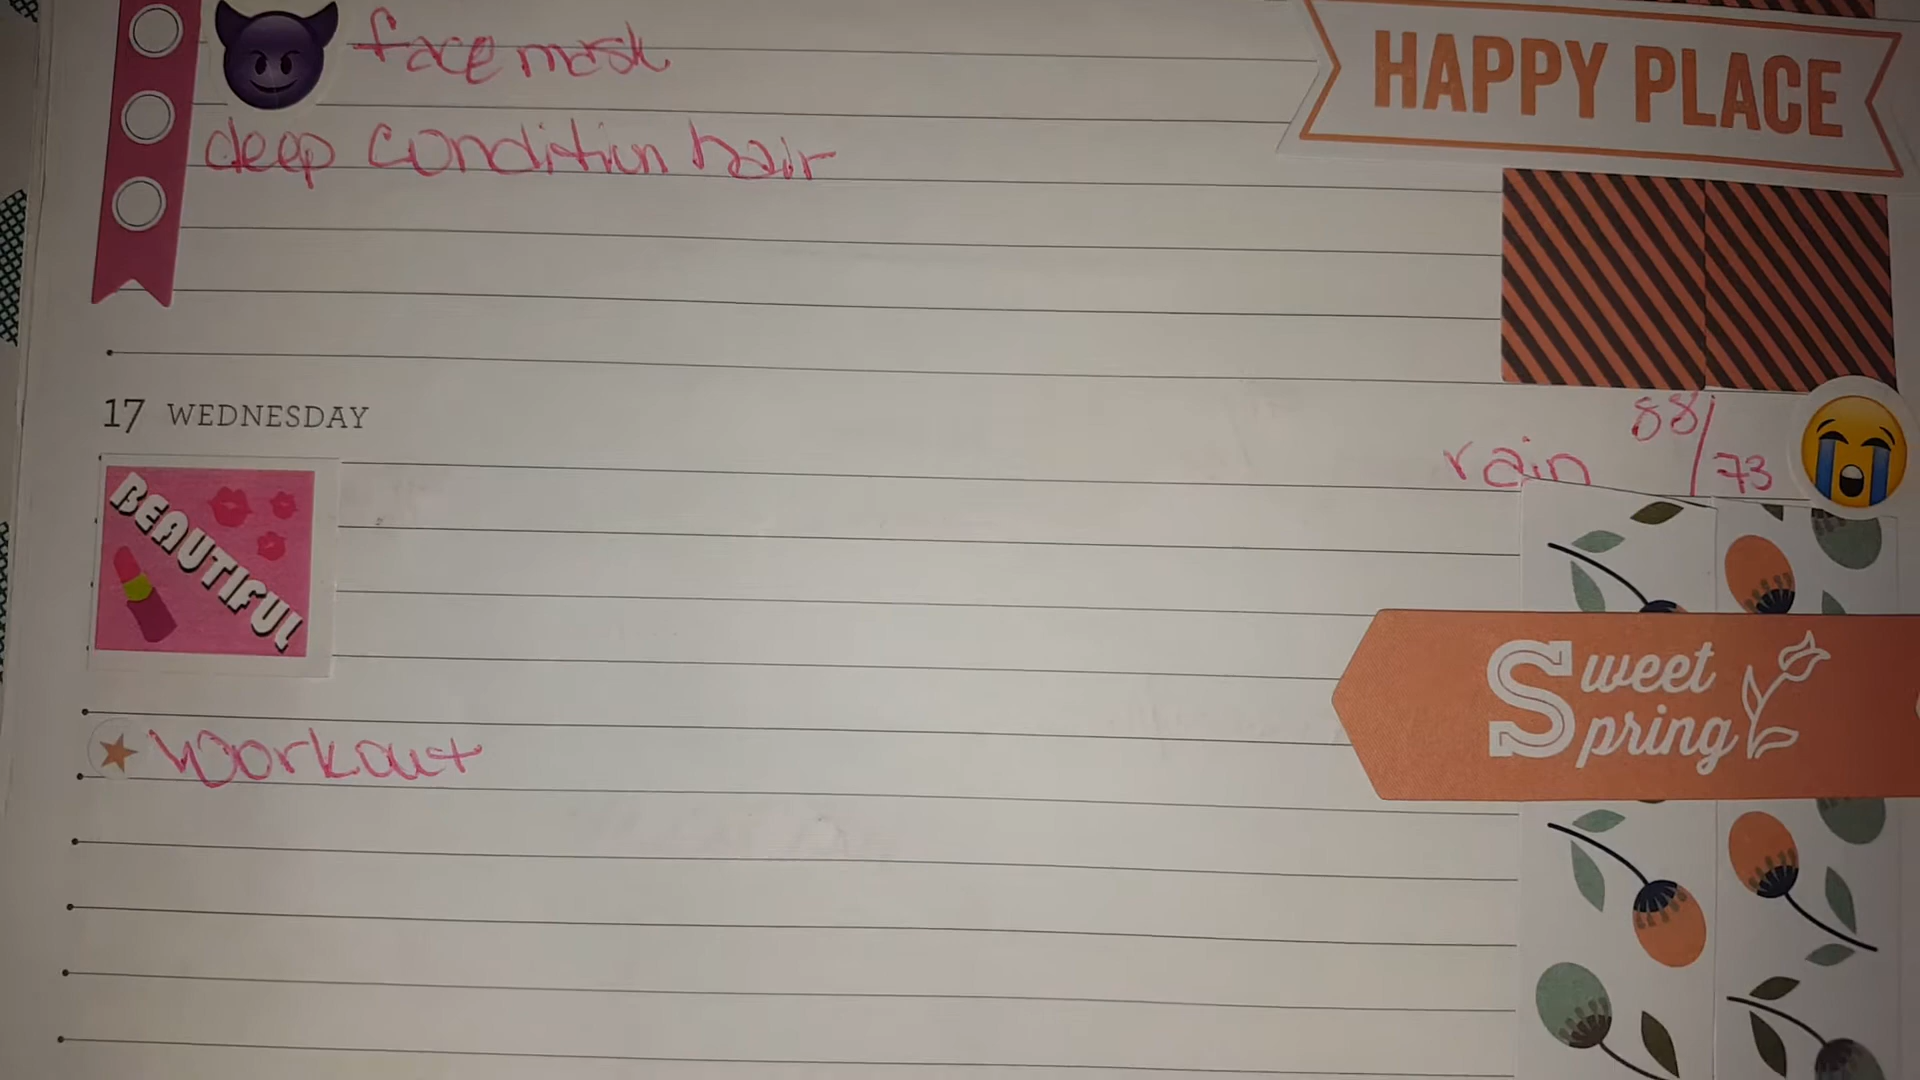 face mask
HAPPY PLACE
deep condition hair
17 WEDNESDAY
88/73
rain
BEAUTIFUL
Sweet
Spring
workout